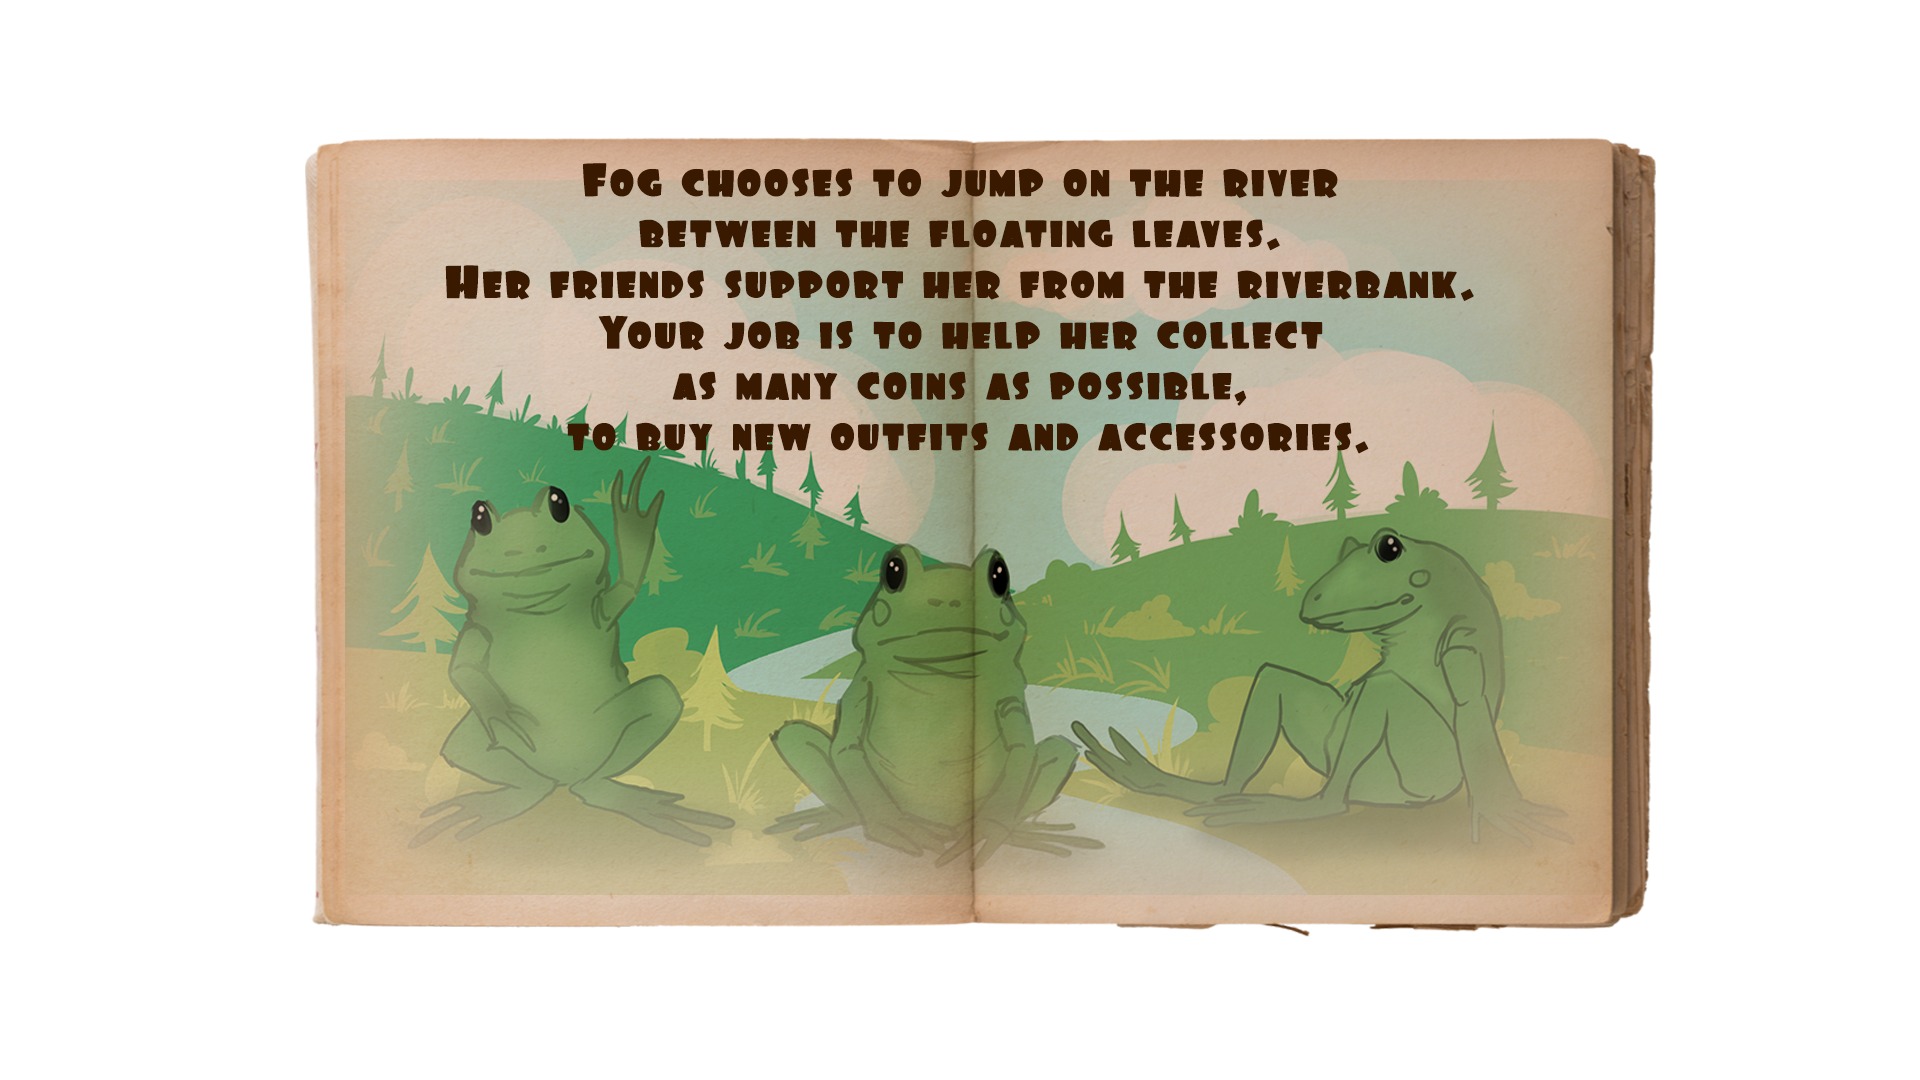 Fog chooses to jump on the river
between the floating leaves.
Her friends support her from the riverbank.
Your job is to help her collect
as many coins as possible,
to buy new outfits and accessories.